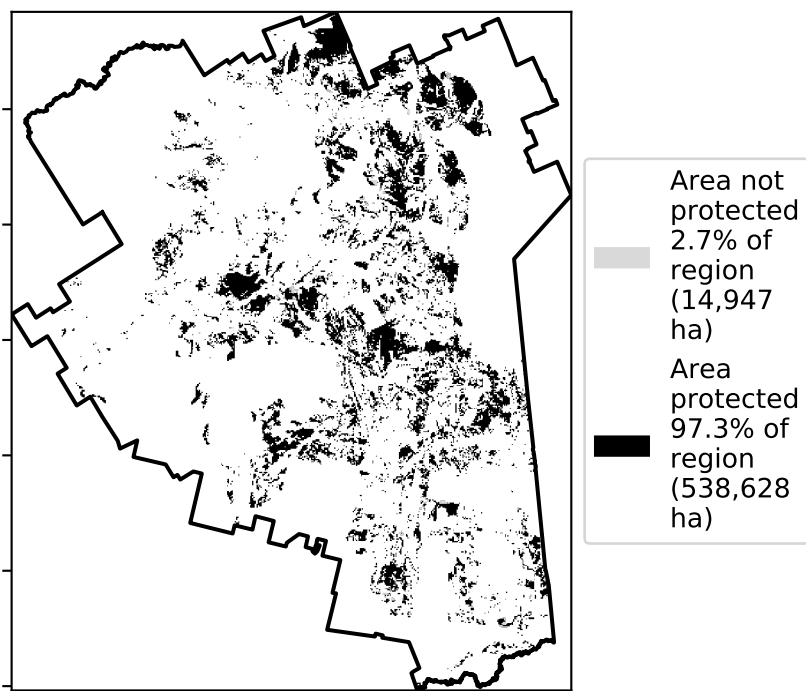 Area not
protected
2.7% of
region
(14,947
ha)
Area
protected
97.3% of
region
(538,628
ha)